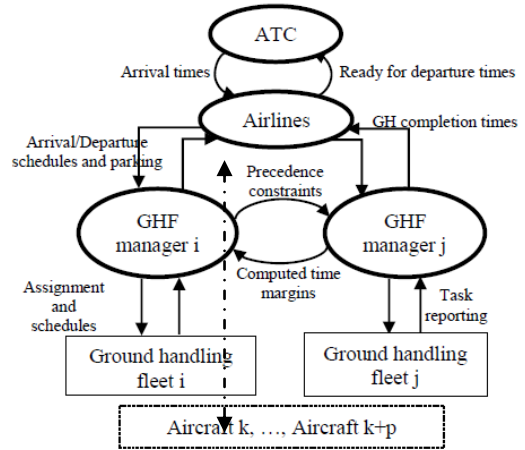 ATC
Arrival times
Ready for departure times
Airlines
Arrival/Departure
schedules and parking
GH completion times
Precedence
constraints
GHF
manager i
GHF
manager j
Computed time
margins
Assignment
and
schedules
Task
reporting
Ground handling
fleet i
Ground handling
fleet j
Aircraft k, …, Aircraft k+p